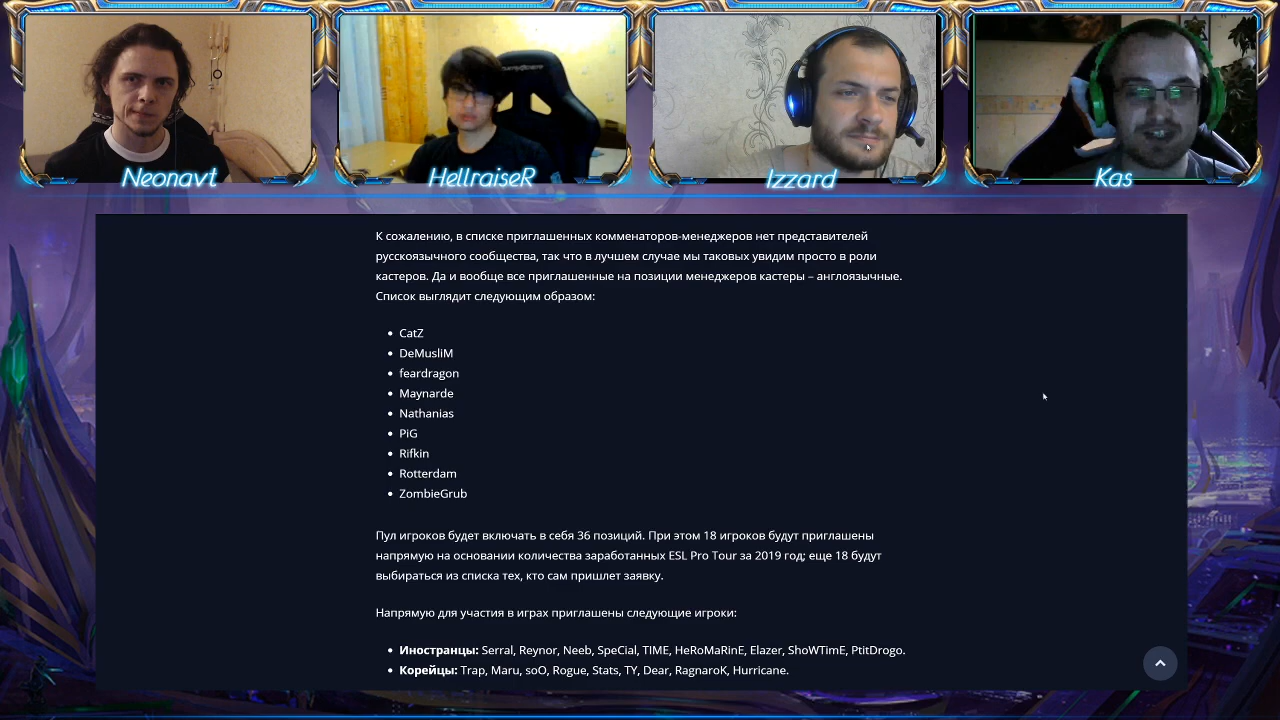 Neonavt
HellraiseR
Izzard
Kas
К сожалению, в списке приглашенных комменаторов-менеджеров нет представителей
русскоязычного сообщества, так что в лучшем случае мы таковых увидим просто в роли
кастеров. Да и вообще все приглашенные на позиции менеджеров кастеры – англоязычные.
Список выглядит следующим образом:
CatZ
DeMusliM
feardragon
Maynarde
Nathanias
PiG
Rifkin
Rotterdam
ZombieGrub
Пул игроков будет включать в себя 36 позиций. При этом 18 игроков будут приглашены
напрямую на основании количества заработанных ESL Pro Tour за 2019 год; еще 18 будут
выбираться из списка тех, кто сам пришлет заявку.
Напрямую для участия в играх приглашены следующие игроки:
Иностранцы: Serral, Reynor, Neeb, SpeCial, TIME, HeRoMaRinE, Elazer, ShoWTimE, PtitDrogo.
Корейцы: Trap, Maru, soO, Rogue, Stats, TY, Dear, RagnaroK, Hurricane.